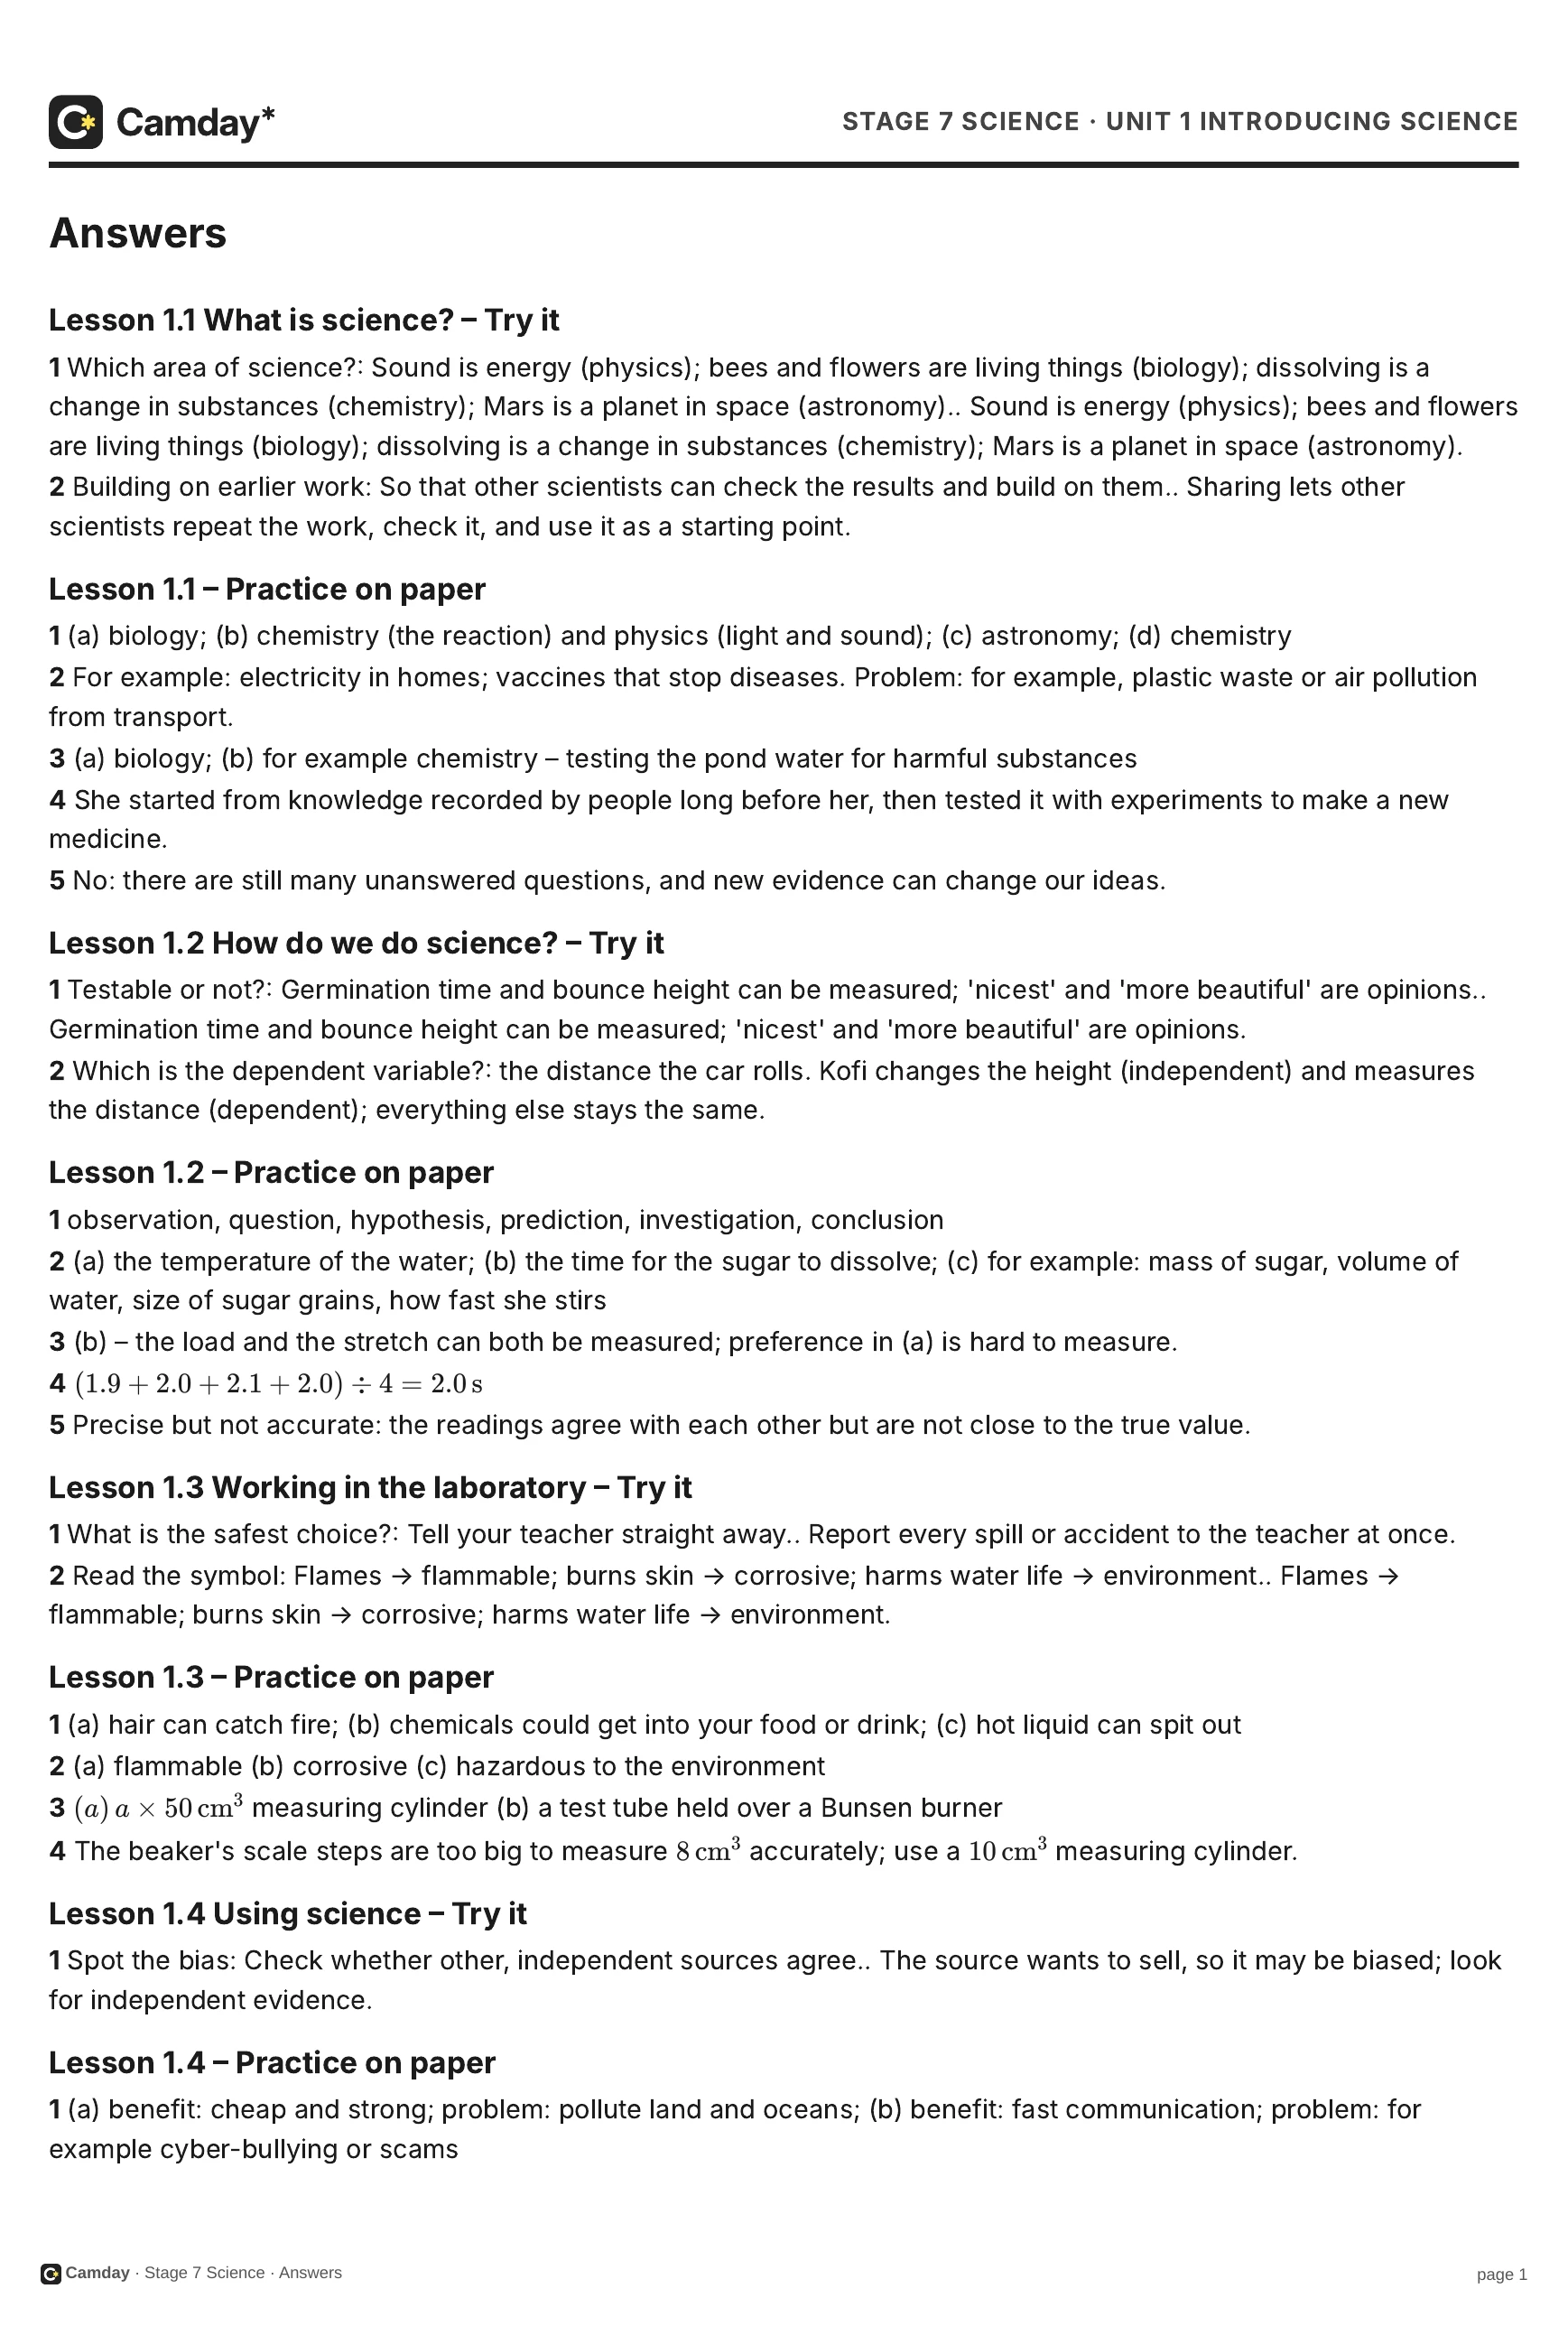 Camday*
STAGE 7 SCIENCE · UNIT 1 INTRODUCING SCIENCE
Answers
Lesson 1.1 What is science? – Try it
1 Which area of science?: Sound is energy (physics); bees and flowers are living things (biology); dissolving is a
change in substances (chemistry); Mars is a planet in space (astronomy).. Sound is energy (physics); bees and flowers
are living things (biology); dissolving is a change in substances (chemistry); Mars is a planet in space (astronomy).
2 Building on earlier work: So that other scientists can check the results and build on them.. Sharing lets other
scientists repeat the work, check it, and use it as a starting point.
Lesson 1.1 – Practice on paper
1 (a) biology; (b) chemistry (the reaction) and physics (light and sound); (c) astronomy; (d) chemistry
2 For example: electricity in homes; vaccines that stop diseases. Problem: for example, plastic waste or air pollution
from transport.
3 (a) biology; (b) for example chemistry – testing the pond water for harmful substances
4 She started from knowledge recorded by people long before her, then tested it with experiments to make a new
medicine.
5 No: there are still many unanswered questions, and new evidence can change our ideas.
Lesson 1.2 How do we do science? – Try it
1 Testable or not?: Germination time and bounce height can be measured; 'nicest' and 'more beautiful' are opinions..
Germination time and bounce height can be measured; 'nicest' and 'more beautiful' are opinions.
2 Which is the dependent variable?: the distance the car rolls. Kofi changes the height (independent) and measures
the distance (dependent); everything else stays the same.
Lesson 1.2 – Practice on paper
1 observation, question, hypothesis, prediction, investigation, conclusion
2 (a) the temperature of the water; (b) the time for the sugar to dissolve; (c) for example: mass of sugar, volume of
water, size of sugar grains, how fast she stirs
3 (b) – the load and the stretch can both be measured; preference in (a) is hard to measure.
4 (1.9 + 2.0 + 2.1 + 2.0) ÷ 4 = 2.0 s
5 Precise but not accurate: the readings agree with each other but are not close to the true value.
Lesson 1.3 Working in the laboratory – Try it
1 What is the safest choice?: Tell your teacher straight away.. Report every spill or accident to the teacher at once.
2 Read the symbol: Flames → flammable; burns skin → corrosive; harms water life → environment.. Flames →
flammable; burns skin → corrosive; harms water life → environment.
Lesson 1.3 – Practice on paper
1 (a) hair can catch fire; (b) chemicals could get into your food or drink; (c) hot liquid can spit out
2 (a) flammable (b) corrosive (c) hazardous to the environment
3 (a) a × 50 cm³ measuring cylinder (b) a test tube held over a Bunsen burner
4 The beaker's scale steps are too big to measure 8 cm³ accurately; use a 10 cm³ measuring cylinder.
Lesson 1.4 Using science – Try it
1 Spot the bias: Check whether other, independent sources agree.. The source wants to sell, so it may be biased; look
for independent evidence.
Lesson 1.4 – Practice on paper
1 (a) benefit: cheap and strong; problem: pollute land and oceans; (b) benefit: fast communication; problem: for
example cyber-bullying or scams
Camday · Stage 7 Science · Answers
page 1